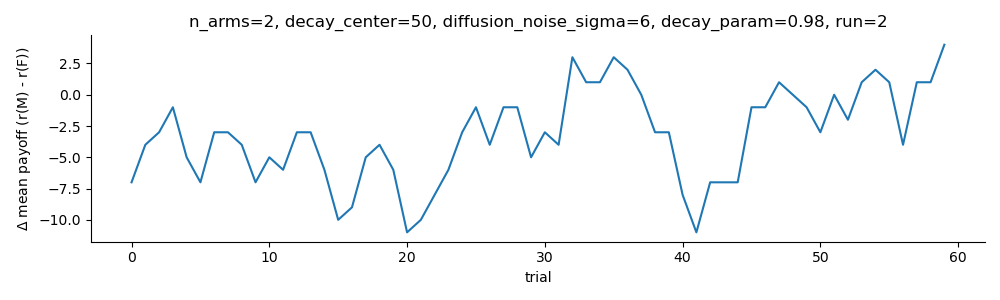 n_arms=2, decay_center=50, diffusion_noise_sigma=6, decay_param=0.98, run=2
Δ mean payoff (r(M) - r(F))
2.5
0.0
−2.5
−5.0
−7.5
−10.0
0 10 20 30 40 50 60
trial